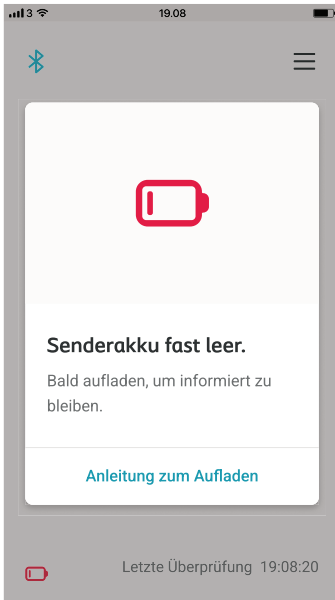 3 19.08
Senderakku fast leer.
Bald aufladen, um informiert zu
bleiben.
Anleitung zum Aufladen
Letzte Überprüfung 19:08:20